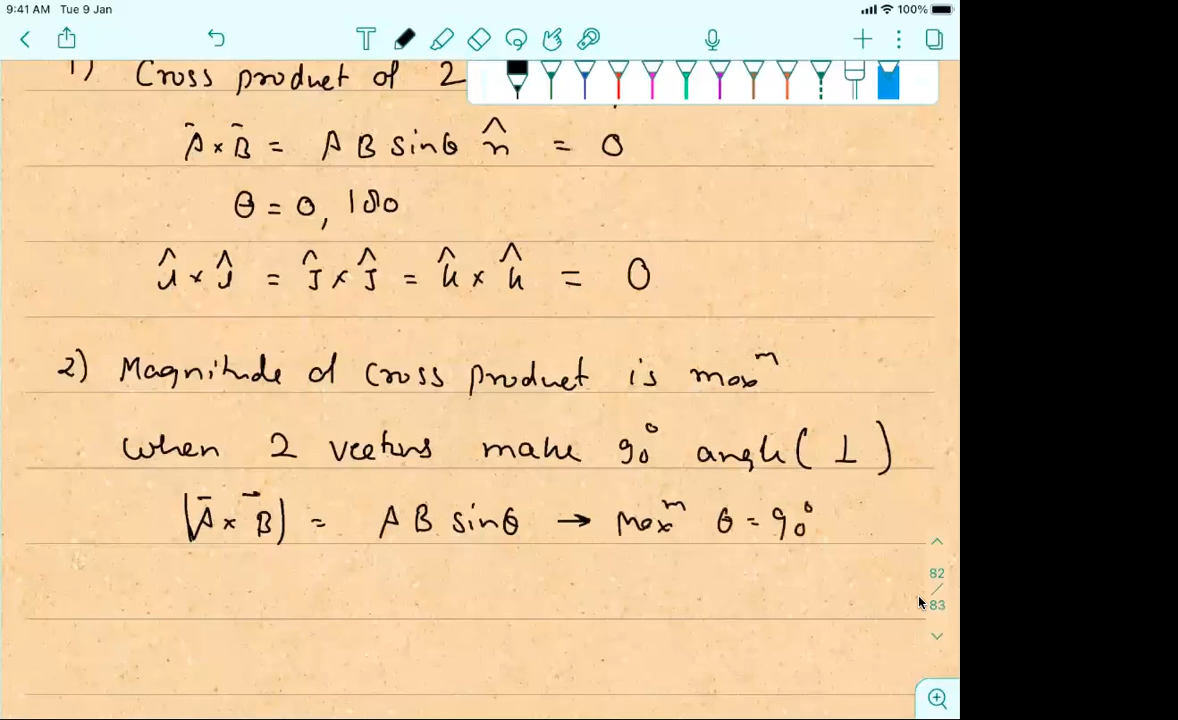 9:41 AM Tue 9 Jan 100%
1) Cross product of 2
A̅ × B̅ = A B sinθ n̂ = 0
θ = 0, 180
î × î = ĵ × ĵ = k̂ × k̂ = 0
2) Magnitude of cross product is maxᵐ
when 2 vectors make 90° angle (⊥)
|A̅ × B⃗| = A B sinθ → maxᵐ θ = 90°
82
/
83